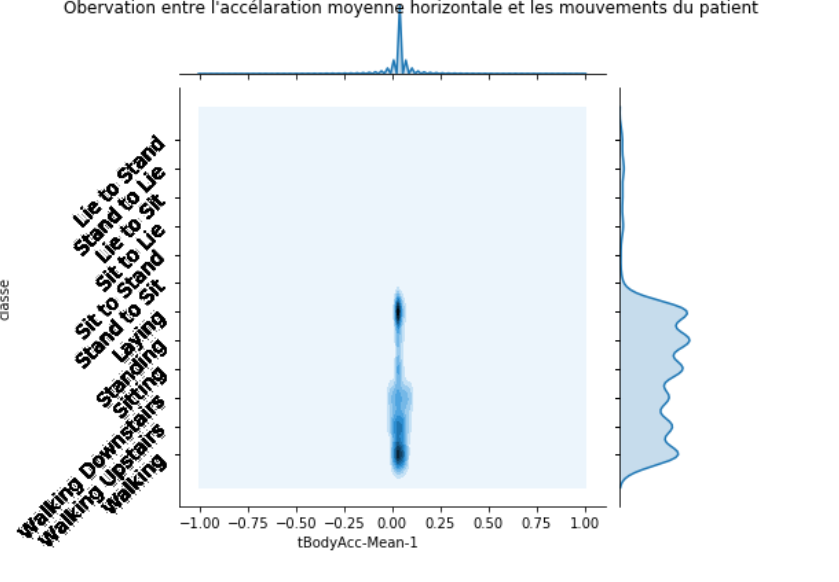 Obervation entre l'accélaration moyenne horizontale et les mouvements du patient
Lie to Stand
Stand to Lie
Lie to Sit
Sit to Lie
Sit to Stand
Stand to Sit
Laying
Standing
Sitting
Walking Downstairs
Walking Upstairs
Walking
classe
−1.00 −0.75 −0.50 −0.25 0.00 0.25 0.50 0.75 1.00
tBodyAcc-Mean-1